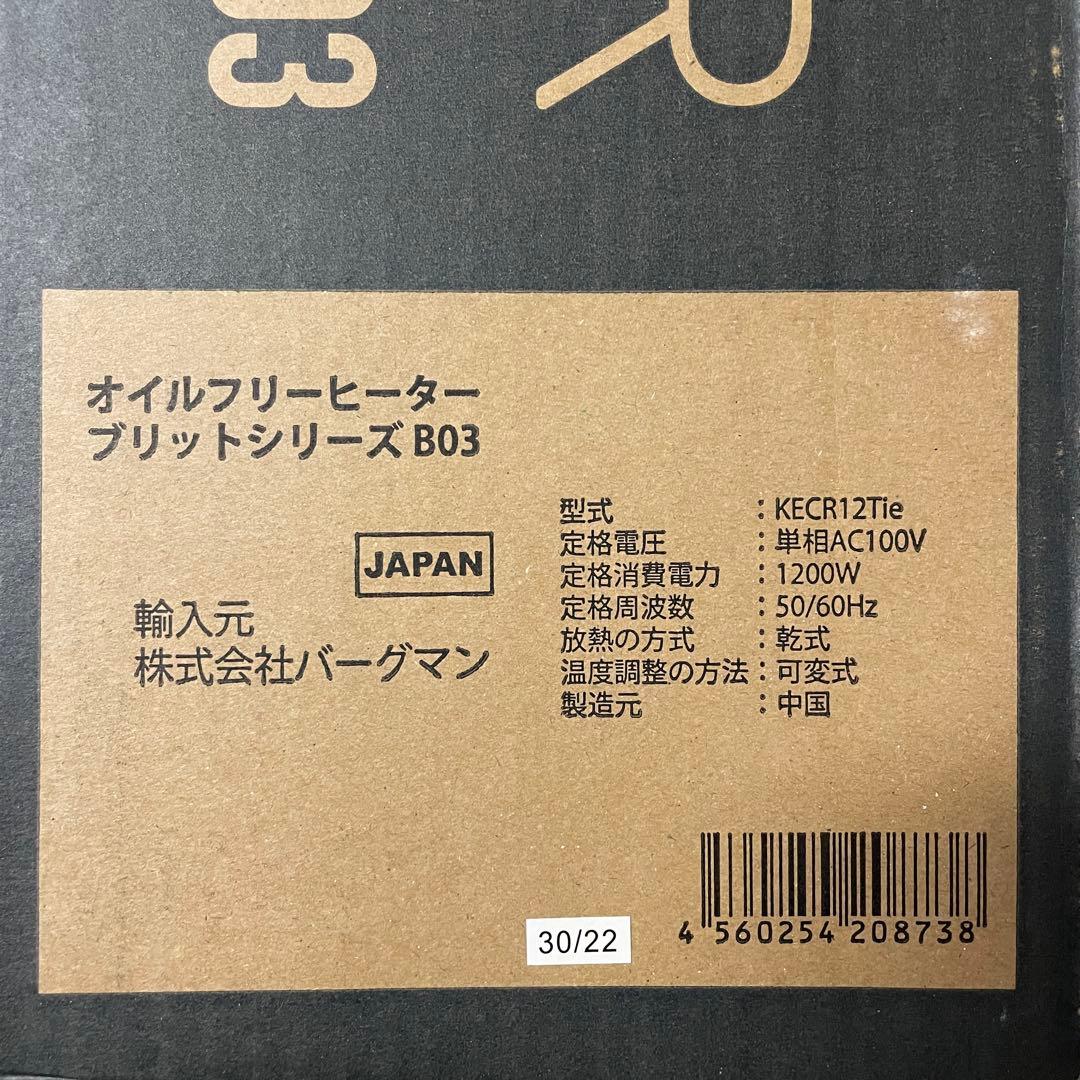 03
R
オイルフリーヒーター
ブリットシリーズ B03
JAPAN
輸入元
株式会社バーグマン
型式 : KECR12Tie
定格電圧 : 単相AC100V
定格消費電力 : 1200W
定格周波数 : 50/60Hz
放熱の方式 : 乾式
温度調整の方法 : 可変式
製造元 : 中国
30/22
4 560254 208738